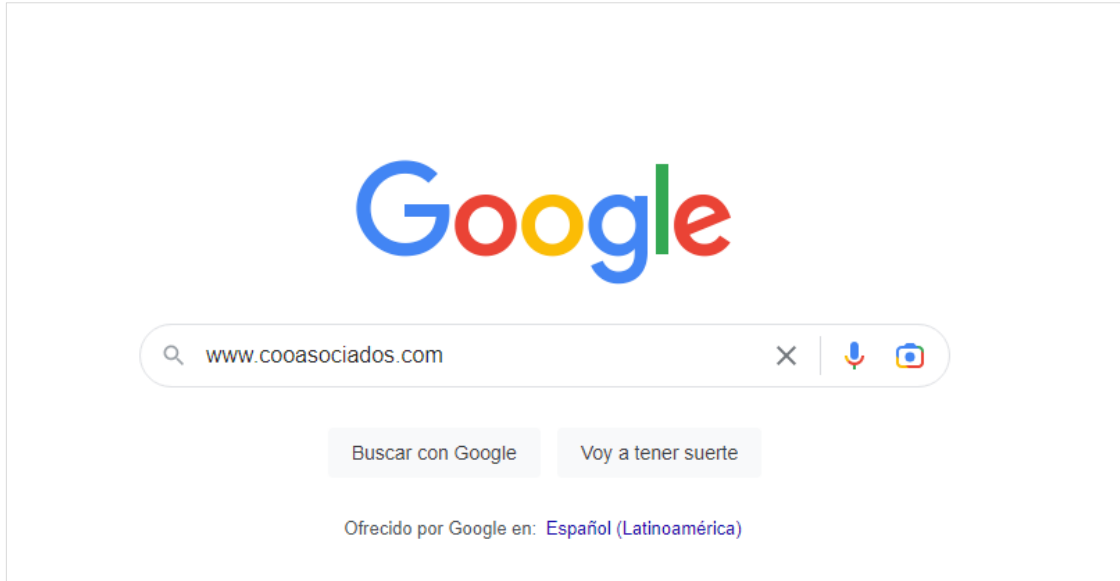 Google
www.cooasociados.com
Buscar con Google Voy a tener suerte
Ofrecido por Google en: Español (Latinoamérica)